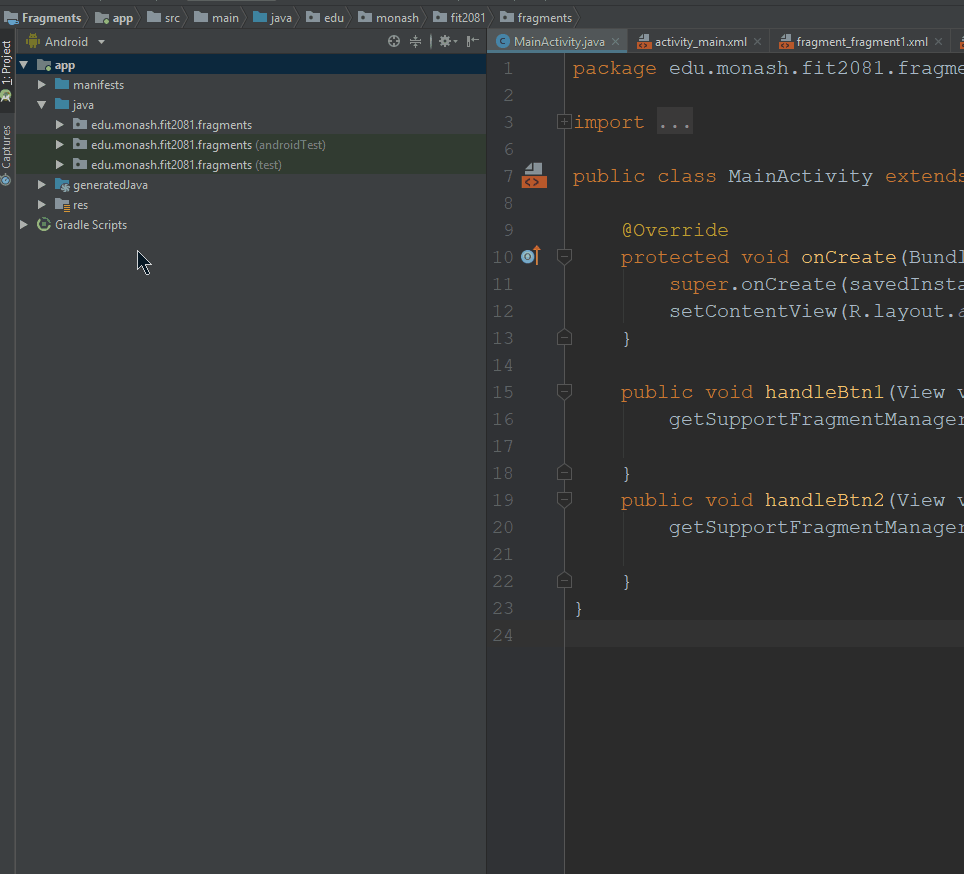 Fragments app src main java edu monash fit2081 fragments
1: Project
Captures
Android
app
manifests
java
edu.monash.fit2081.fragments
edu.monash.fit2081.fragments (androidTest)
edu.monash.fit2081.fragments (test)
generatedJava
res
Gradle Scripts
MainActivity.java activity_main.xml fragment_fragment1.xml
1 package edu.monash.fit2081.fragme
2
3 import ...
6
7 public class MainActivity extends
8
9 @Override
10 protected void onCreate(Bundl
11 super.onCreate(savedInsta
12 setContentView(R.layout.a
13 }
14
15 public void handleBtn1(View v
16 getSupportFragmentManager
17
18 }
19 public void handleBtn2(View v
20 getSupportFragmentManager
21
22 }
23 }
24